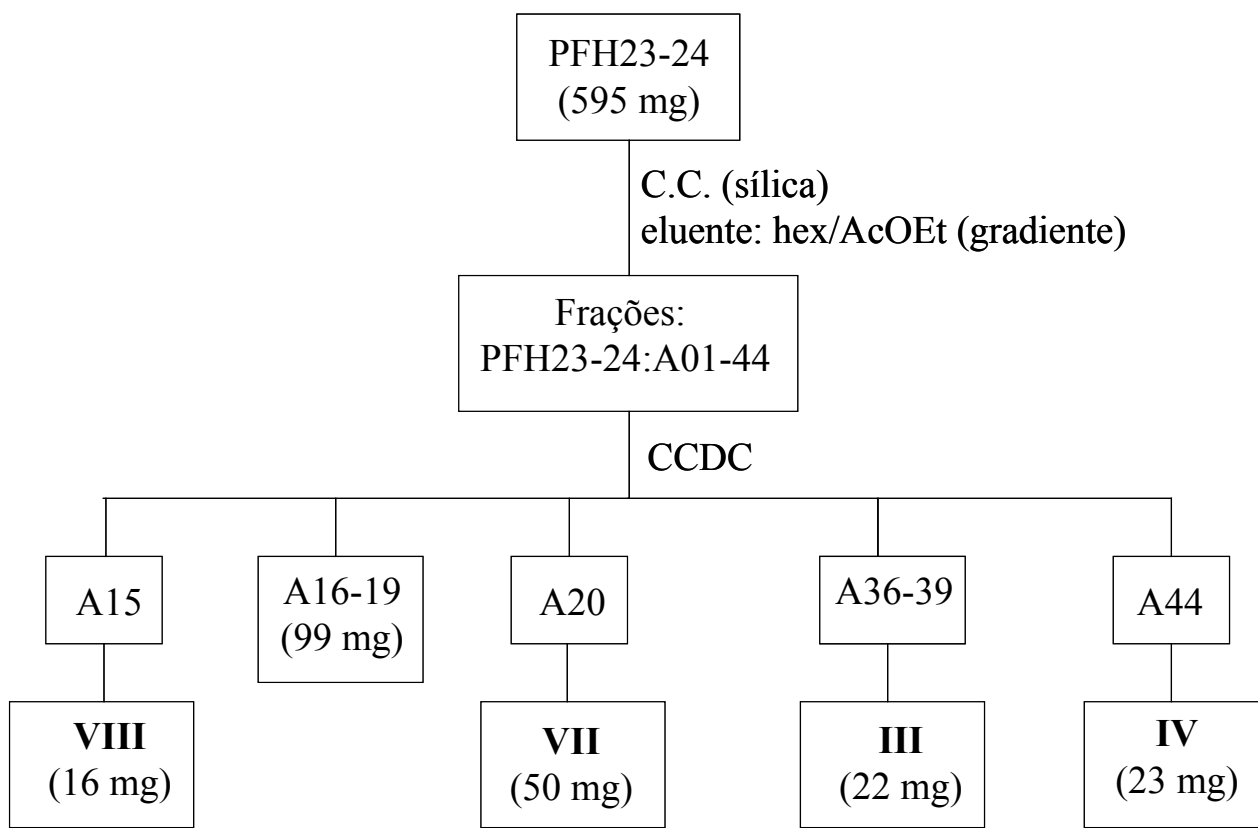 PFH23-24
(595 mg)
C.C. (sílica)
eluente: hex/AcOEt (gradiente)
Frações:
PFH23-24:A01-44
CCDC
A15
A16-19
(99 mg)
A20
A36-39
A44
VIII
(16 mg)
VII
(50 mg)
III
(22 mg)
IV
(23 mg)